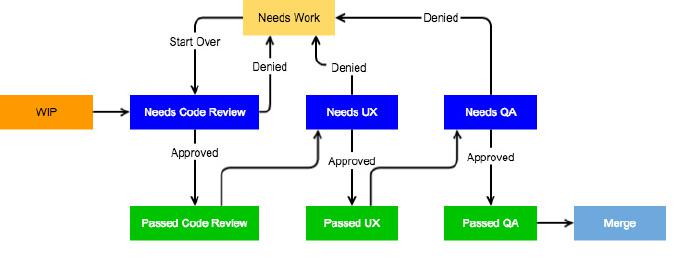 Needs Work
Denied
Start Over
Denied
Denied
WIP
Needs Code Review
Needs UX
Needs QA
Approved
Approved
Approved
Passed Code Review
Passed UX
Passed QA
Merge